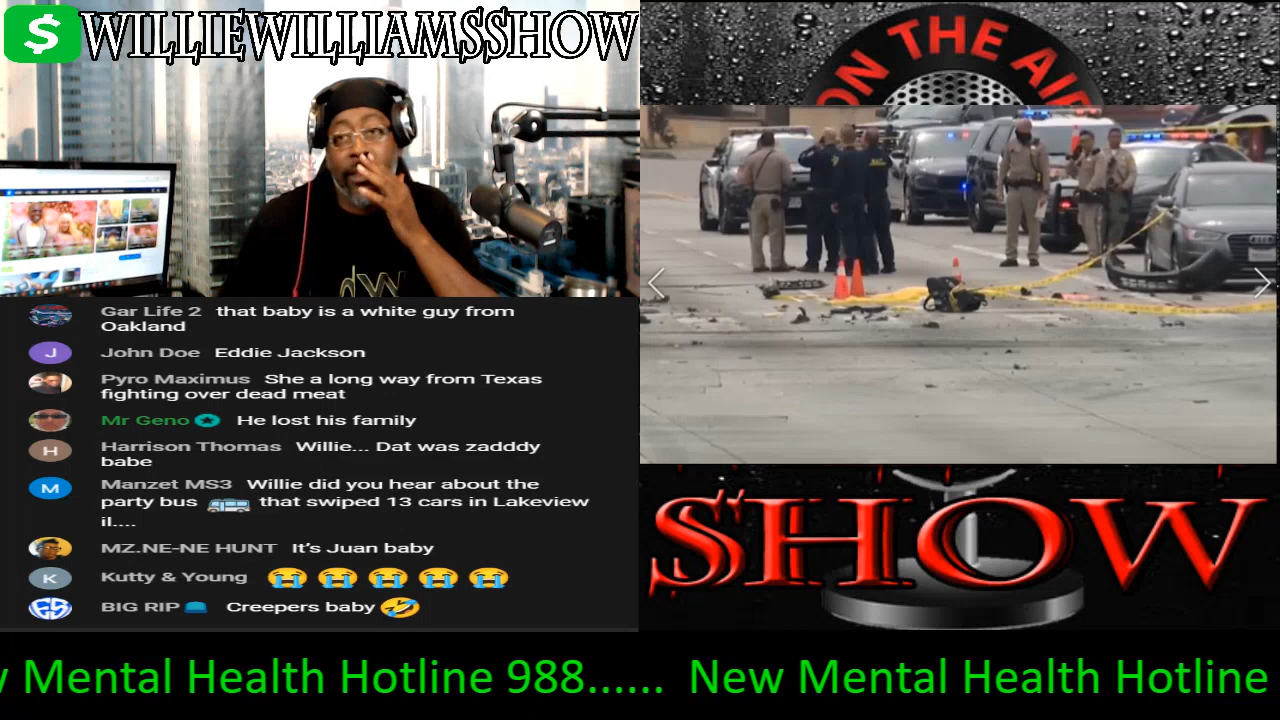 $ WILLIEWILLIAMSSHOW
ON THE AIR
Gar Life 2 that baby is a white guy from
Oakland
J John Doe Eddie Jackson
Pyro Maximus She a long way from Texas
fighting over dead meat
Mr Geno He lost his family
H Harrison Thomas Willie... Dat was zadddy
babe
M Manzet MS3 Willie did you hear about the
party bus 🚐 that swiped 13 cars in Lakeview
il....
MZ.NE-NE HUNT It's Juan baby
K Kutty & Young 😭 😭 😭 😭 😭
BIG RIP Creepers baby 🤣
SHOW
Mental Health Hotline 988...... New Mental Health Hotline